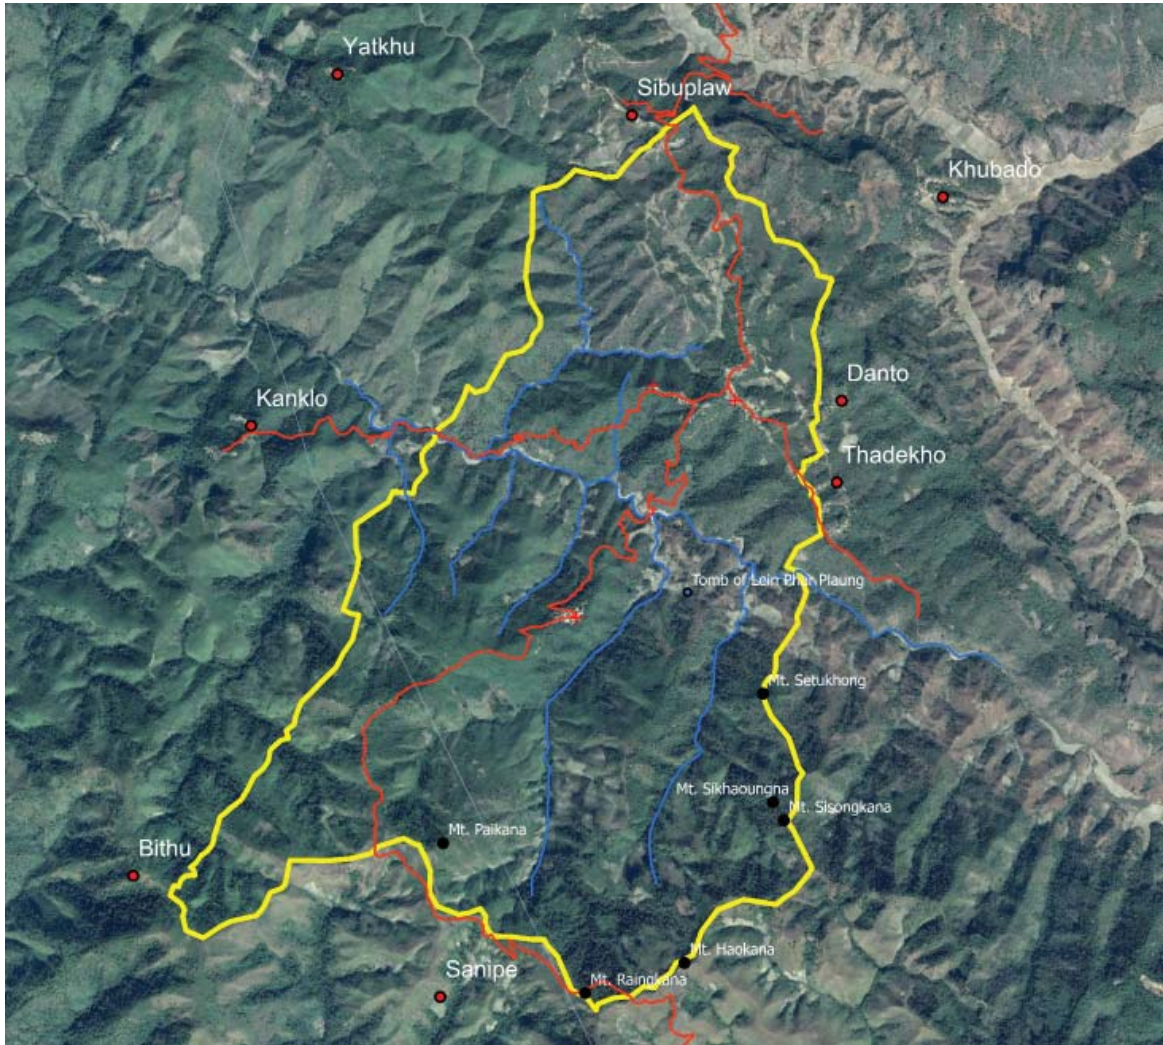 Yatkhu
Sibuplaw
Khubado
Danto
Kanklo
Thadekho
Tomb of Lein Phur Plaung
Mt. Setukhong
Mt. Sikhaoungna
Mt. Sisongkana
Mt. Paikana
Bithu
Mt. Haokana
Sanipe
Mt. Raingkana